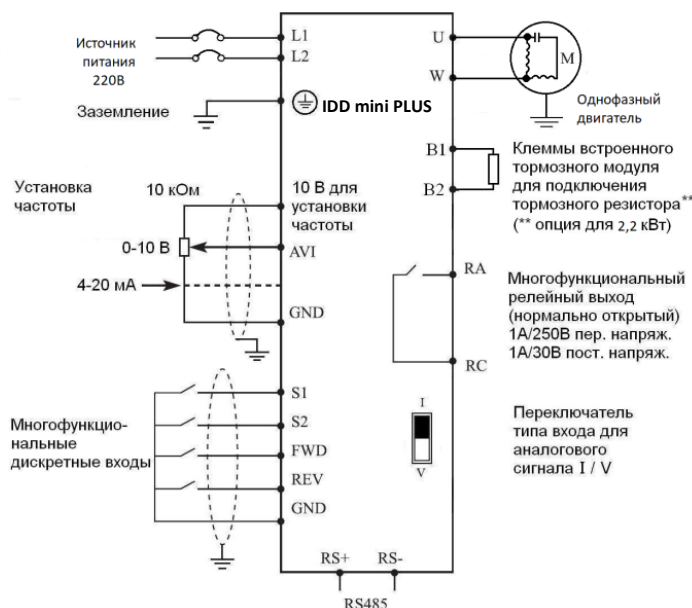 Источник
питания
220В
L1
L2
Заземление
IDD mini PLUS
U
W
M
Однофазный
двигатель
B1
B2
Клеммы встроенного
тормозного модуля
для подключения
тормозного резистора**
(** опция для 2,2 кВт)
Установка
частоты
10 кОм
10 В для
установки
частоты
0-10 В
AVI
4-20 мА
GND
RA
RC
Многофункциональный
релейный выход
(нормально открытый)
1А/250В пер. напряж.
1А/30В пост. напряж.
Многофункцио-
нальные
дискретные входы
S1
S2
FWD
REV
GND
I
V
Переключатель
типа входа для
аналогового
сигнала I / V
RS+ RS-
RS485